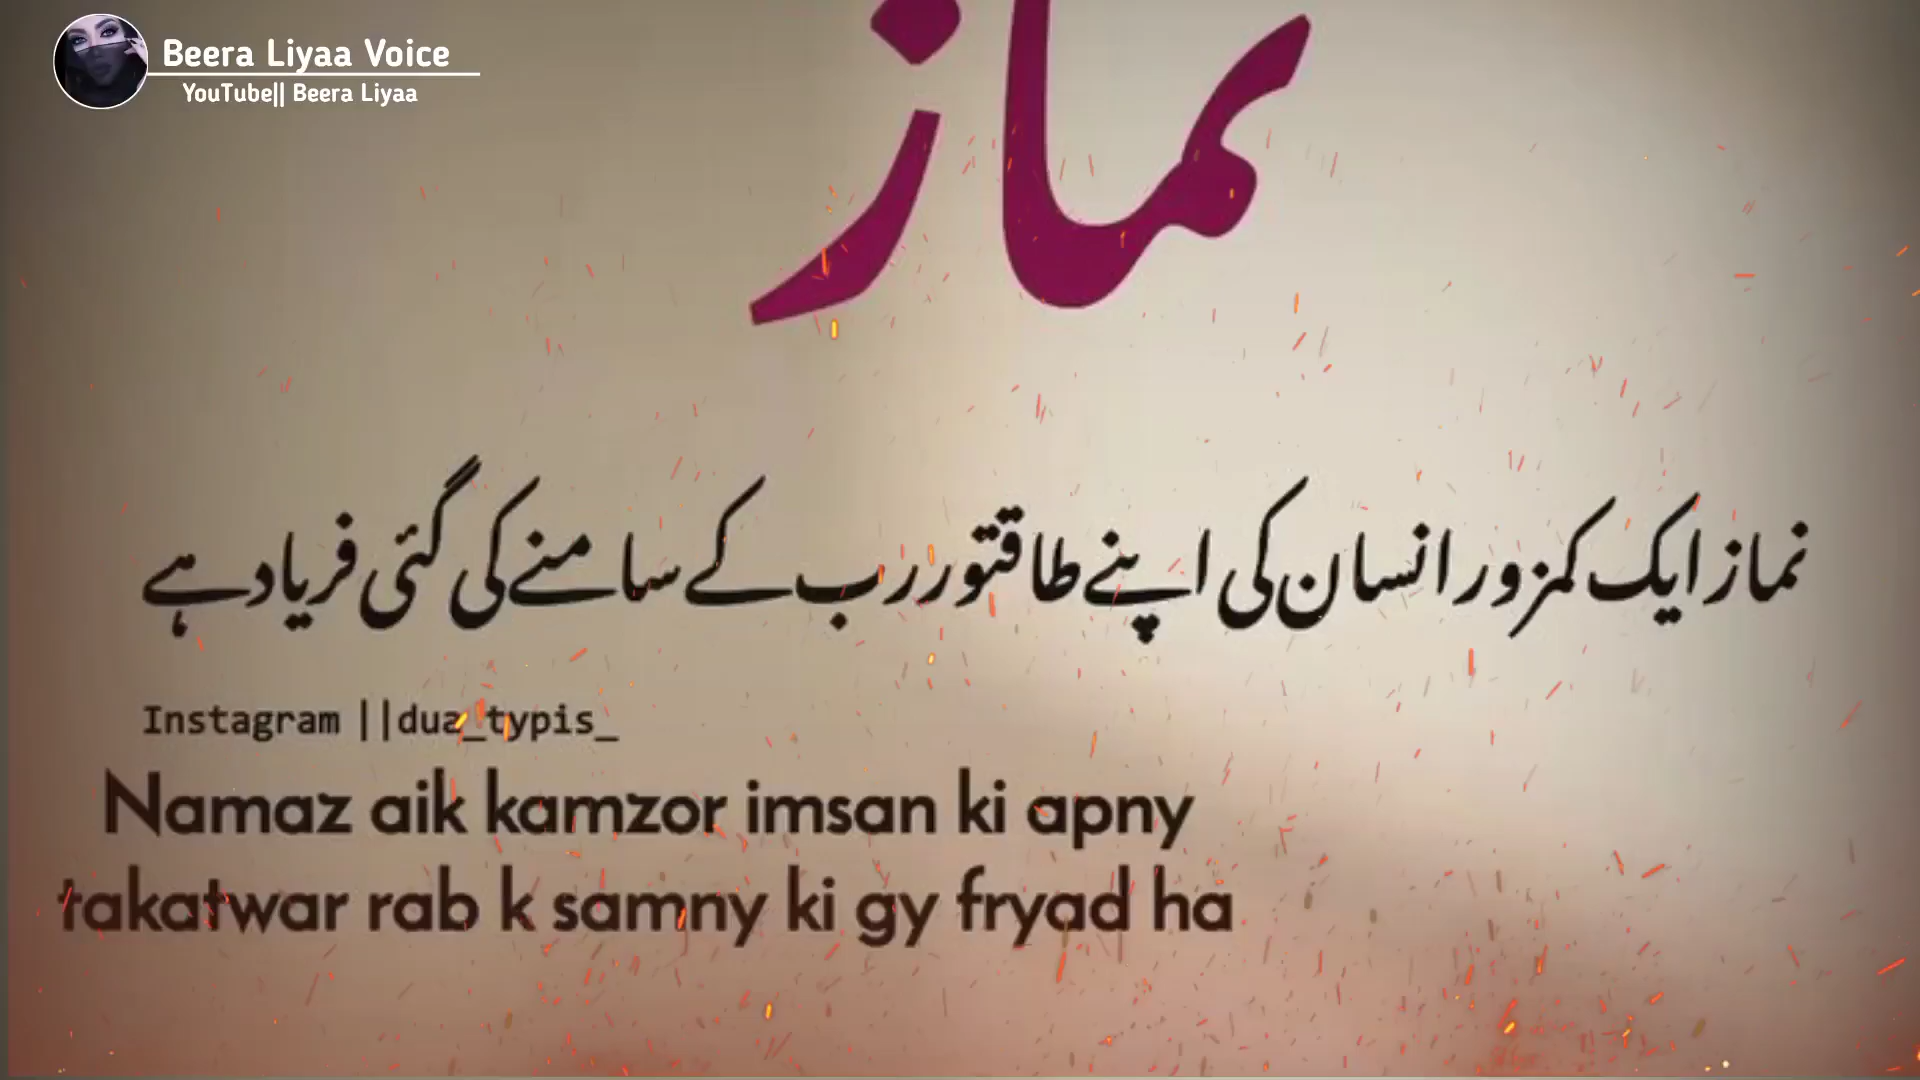 Beera Liyaa Voice
YouTube|| Beera Liyaa
نماز
نماز ایک کمزور انسان کی اپنے طاقتور رب کے سامنے کی گئی فریاد ہے
Instagram ||dua_typis_
Namaz aik kamzor imsan ki apny
takatwar rab k samny ki gy fryad ha